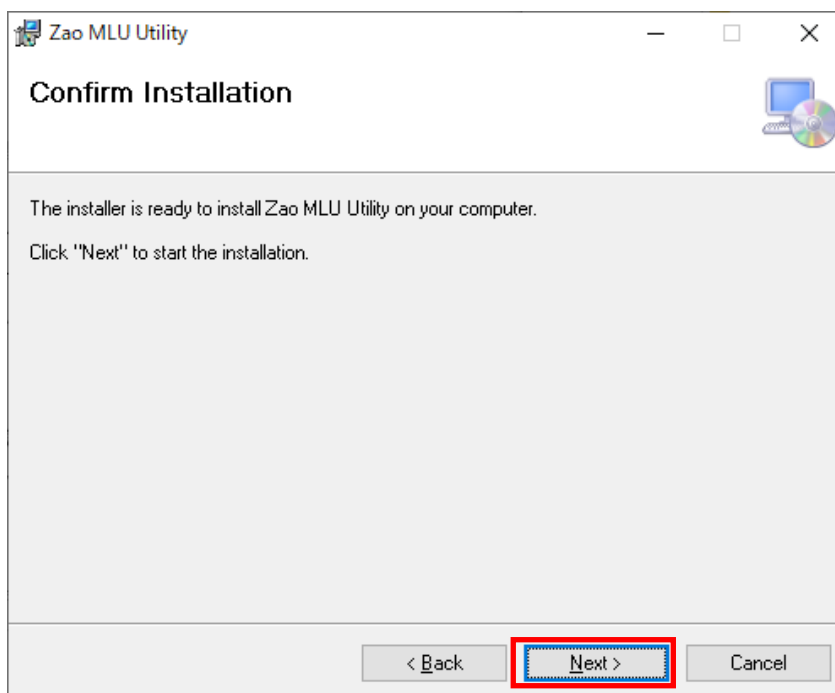 Zao MLU Utility
Confirm Installation
The installer is ready to install Zao MLU Utility on your computer.
Click "Next" to start the installation.
< Back
Next >
Cancel